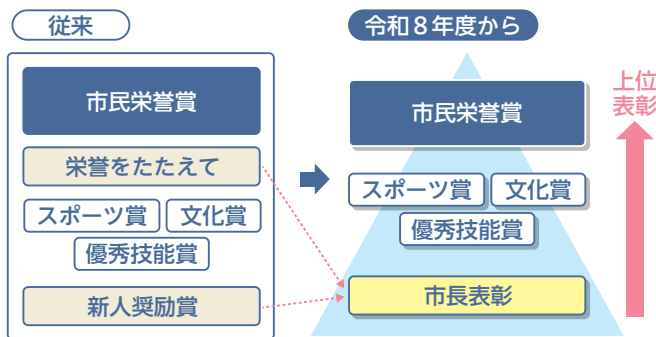 従来
市民栄誉賞
栄誉をたたえて
スポーツ賞 文化賞
優秀技能賞
新人奨励賞
令和８年度から
市民栄誉賞
スポーツ賞 文化賞
優秀技能賞
市長表彰
上位
表彰